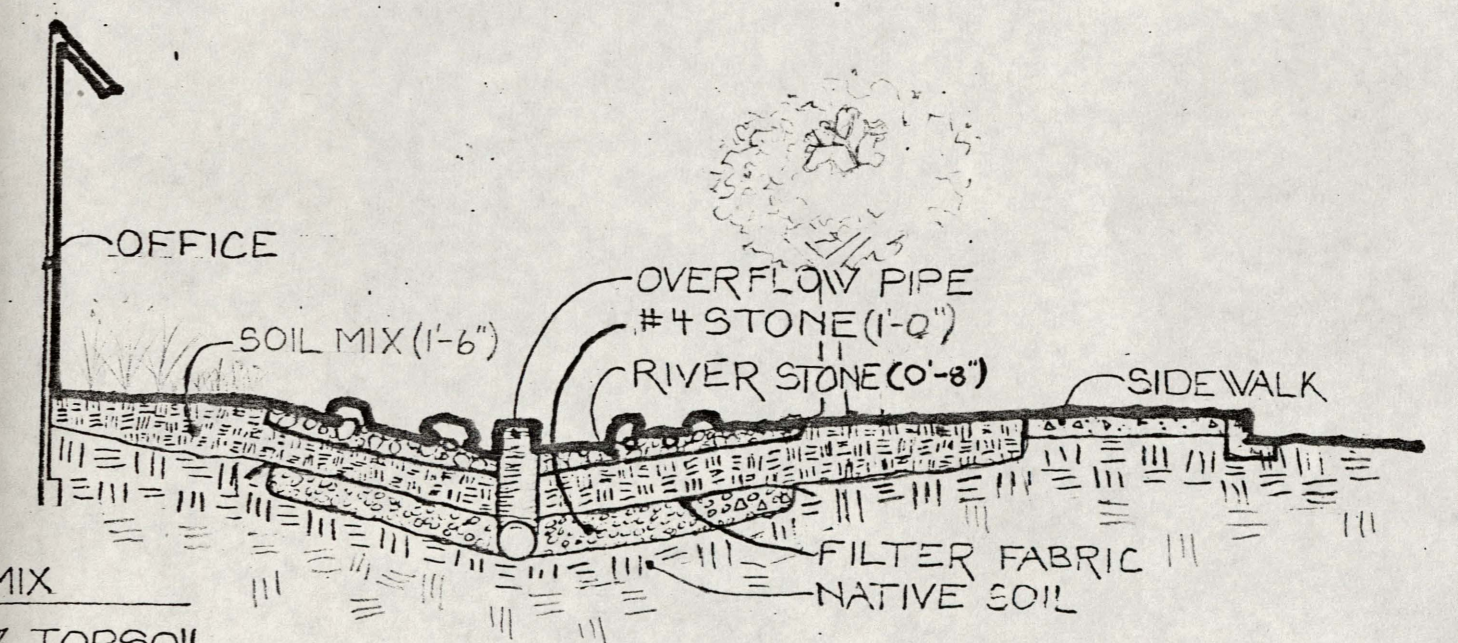 OFFICE
OVERFLOW PIPE
#4 STONE (1'-0")
SOIL MIX (1'-6")
RIVER STONE (0'-8")
SIDEWALK
FILTER FABRIC
NATIVE SOIL
MIX
TOPSOIL